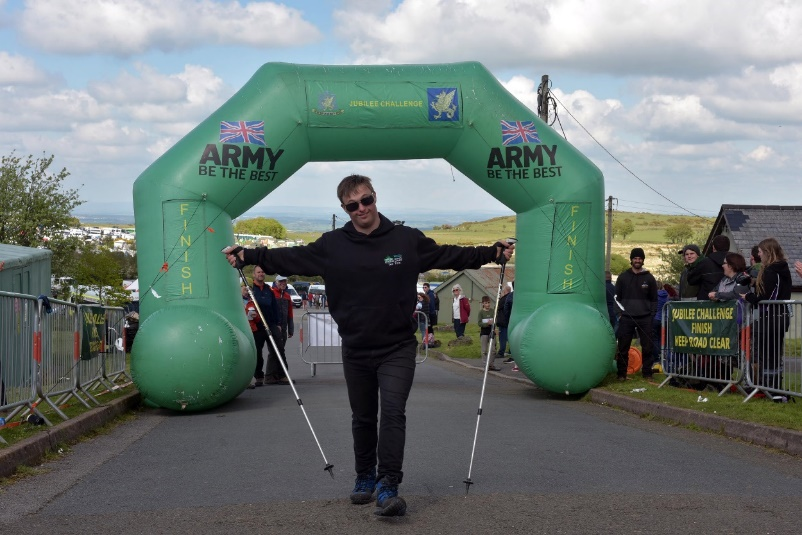 JUBILEE-CHALLENGE
ARMY
BE THE BEST
ARMY
BE THE BEST
FINISH
FINISH
JUBILEE CHALLENGE
FINISH
KEEP ROAD CLEAR